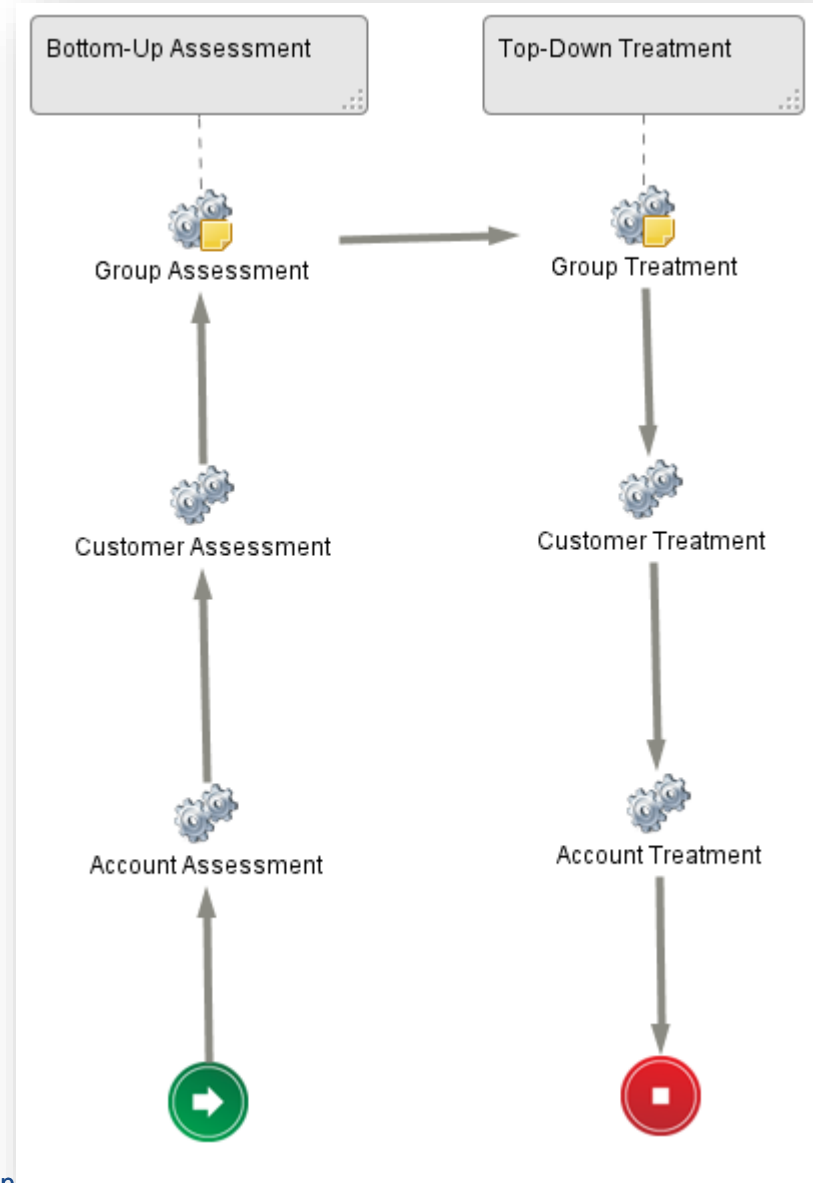 Bottom-Up Assessment
Top-Down Treatment
Group Assessment
Group Treatment
Customer Assessment
Customer Treatment
Account Assessment
Account Treatment
n